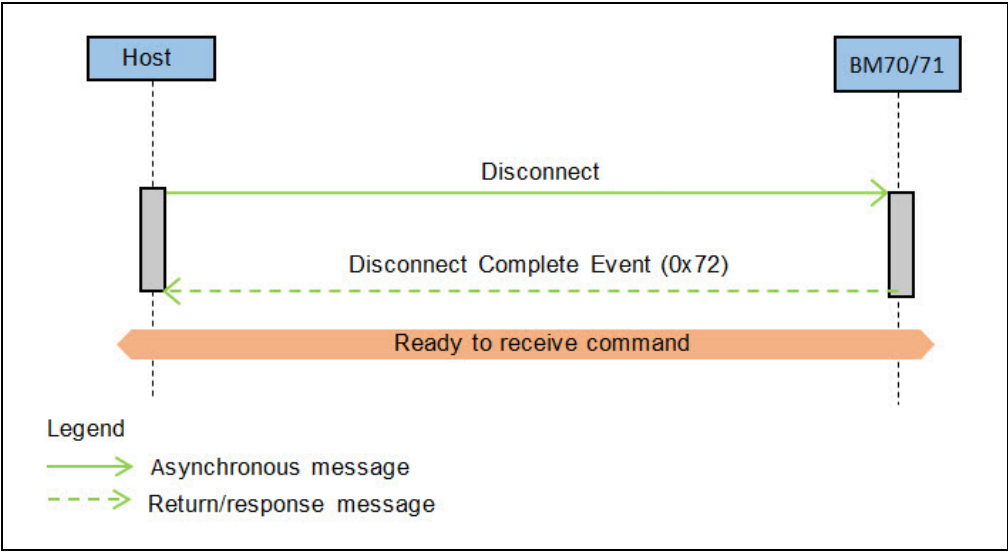 Host
BM70/71
Disconnect
Disconnect Complete Event (0x72)
Ready to receive command
Legend
Asynchronous message
Return/response message